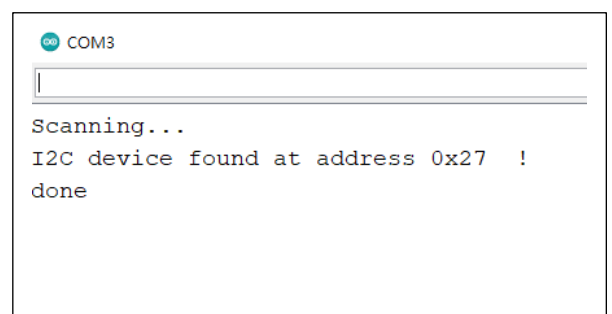 COM3
Scanning...
I2C device found at address 0x27  !
done